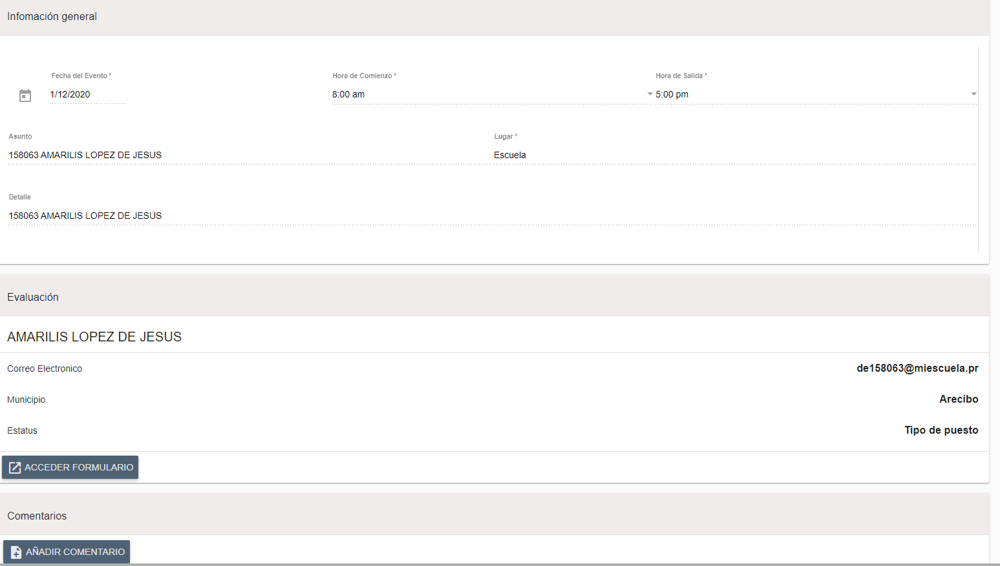 Infomación general
Fecha del Evento * Hora de Comienzo * Hora de Salida *
1/12/2020 8:00 am 5:00 pm
Asunto Lugar *
158063 AMARILIS LOPEZ DE JESUS Escuela
Detalle
158063 AMARILIS LOPEZ DE JESUS
Evaluación
AMARILIS LOPEZ DE JESUS
Correo Electronico de158063@miescuela.pr
Municipio Arecibo
Estatus Tipo de puesto
ACCEDER FORMULARIO
Comentarios
AÑADIR COMENTARIO